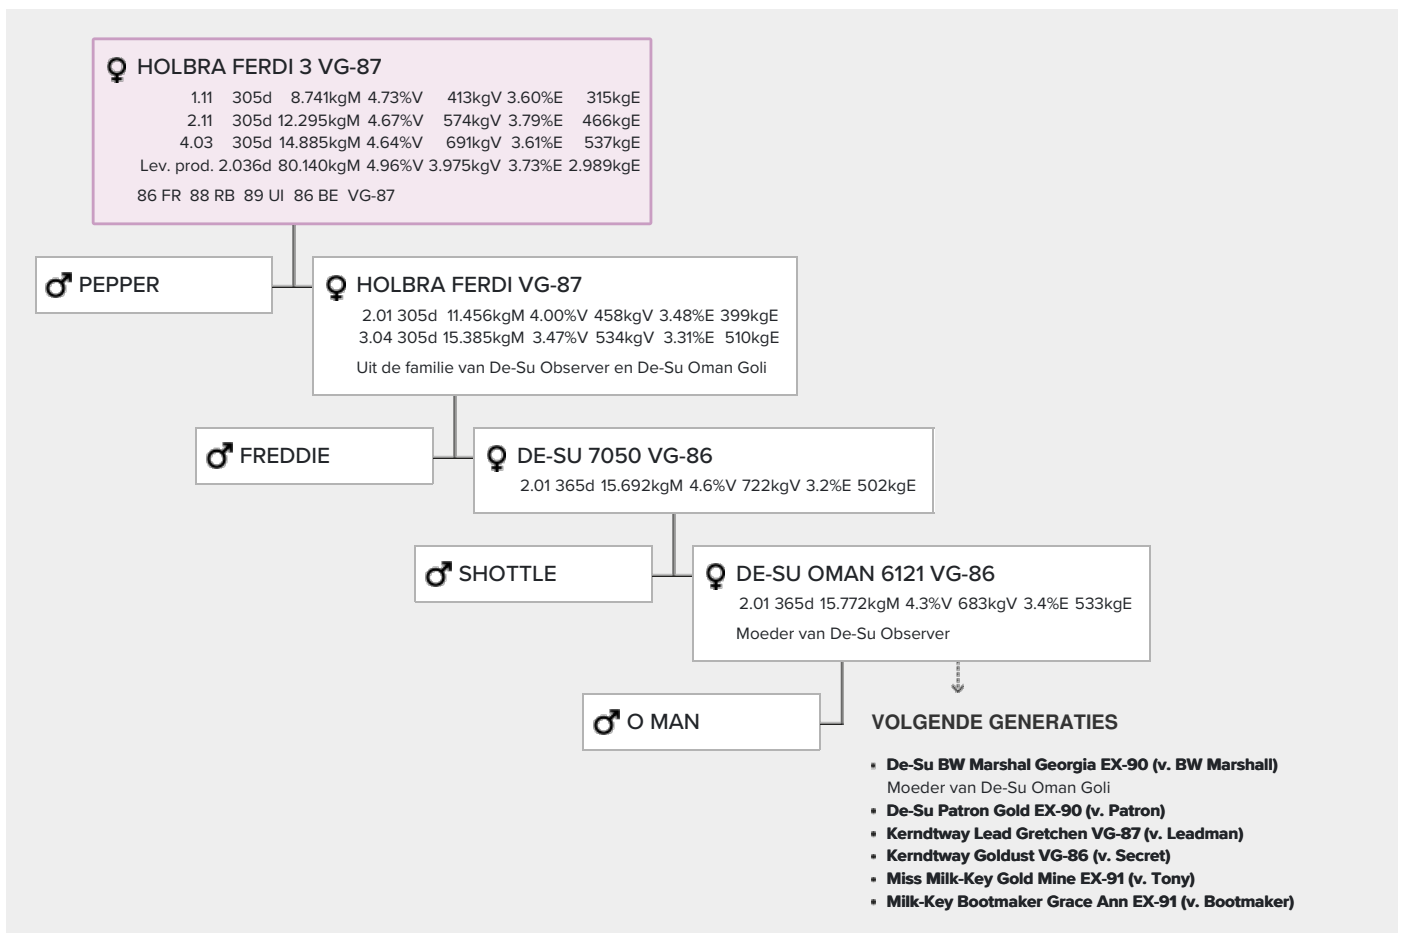 HOLBRA FERDI 3 VG-87
1.11 305d 8.741kgM 4.73%V 413kgV 3.60%E 315kgE
2.11 305d 12.295kgM 4.67%V 574kgV 3.79%E 466kgE
4.03 305d 14.885kgM 4.64%V 691kgV 3.61%E 537kgE
Lev. prod. 2.036d 80.140kgM 4.96%V 3.975kgV 3.73%E 2.989kgE
86 FR 88 RB 89 UI 86 BE VG-87
PEPPER
HOLBRA FERDI VG-87
2.01 305d 11.456kgM 4.00%V 458kgV 3.48%E 399kgE
3.04 305d 15.385kgM 3.47%V 534kgV 3.31%E 510kgE
Uit de familie van De-Su Observer en De-Su Oman Goli
FREDDIE
DE-SU 7050 VG-86
2.01 365d 15.692kgM 4.6%V 722kgV 3.2%E 502kgE
SHOTTLE
DE-SU OMAN 6121 VG-86
2.01 365d 15.772kgM 4.3%V 683kgV 3.4%E 533kgE
Moeder van De-Su Observer
O MAN
VOLGENDE GENERATIES
▪ De-Su BW Marshal Georgia EX-90 (v. BW Marshall)
Moeder van De-Su Oman Goli
▪ De-Su Patron Gold EX-90 (v. Patron)
▪ Kerndtway Lead Gretchen VG-87 (v. Leadman)
▪ Kerndtway Goldust VG-86 (v. Secret)
▪ Miss Milk-Key Gold Mine EX-91 (v. Tony)
▪ Milk-Key Bootmaker Grace Ann EX-91 (v. Bootmaker)